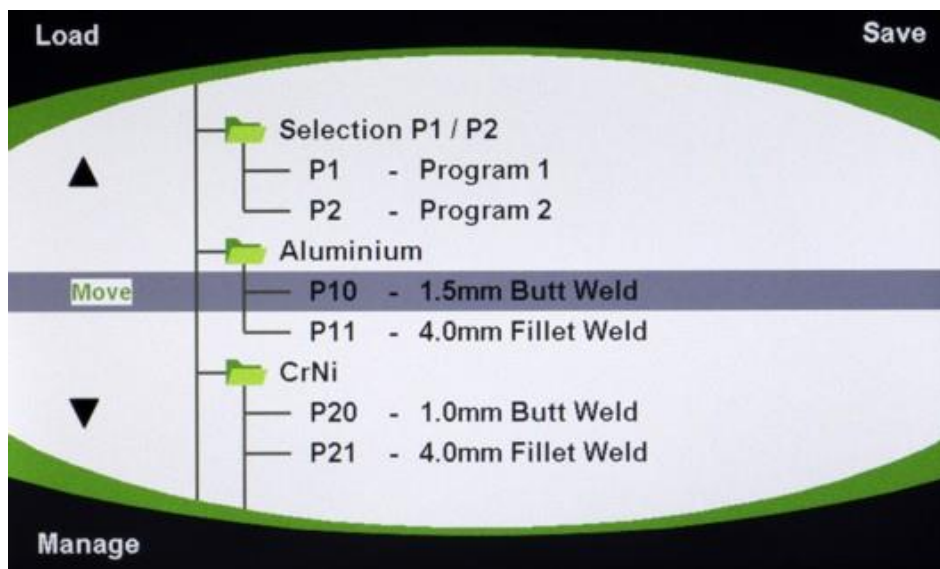 Load
Save
Selection P1 / P2
P1 - Program 1
P2 - Program 2
Aluminium
Move
P10 - 1.5mm Butt Weld
P11 - 4.0mm Fillet Weld
CrNi
P20 - 1.0mm Butt Weld
P21 - 4.0mm Fillet Weld
Manage